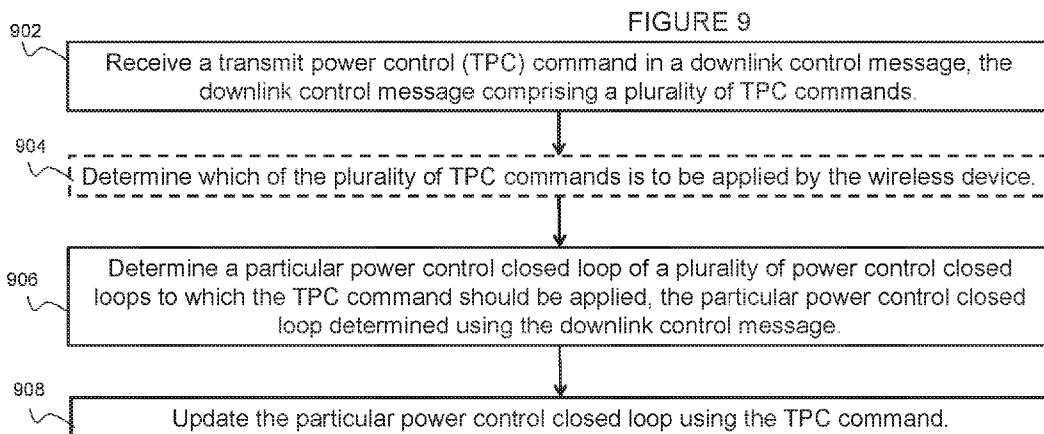 FIGURE 9
902
Receive a transmit power control (TPC) command in a downlink control message, the
downlink control message comprising a plurality of TPC commands.
904
Determine which of the plurality of TPC commands is to be applied by the wireless device.
906
Determine a particular power control closed loop of a plurality of power control closed
loops to which the TPC command should be applied, the particular power control closed
loop determined using the downlink control message.
908
Update the particular power control closed loop using the TPC command.